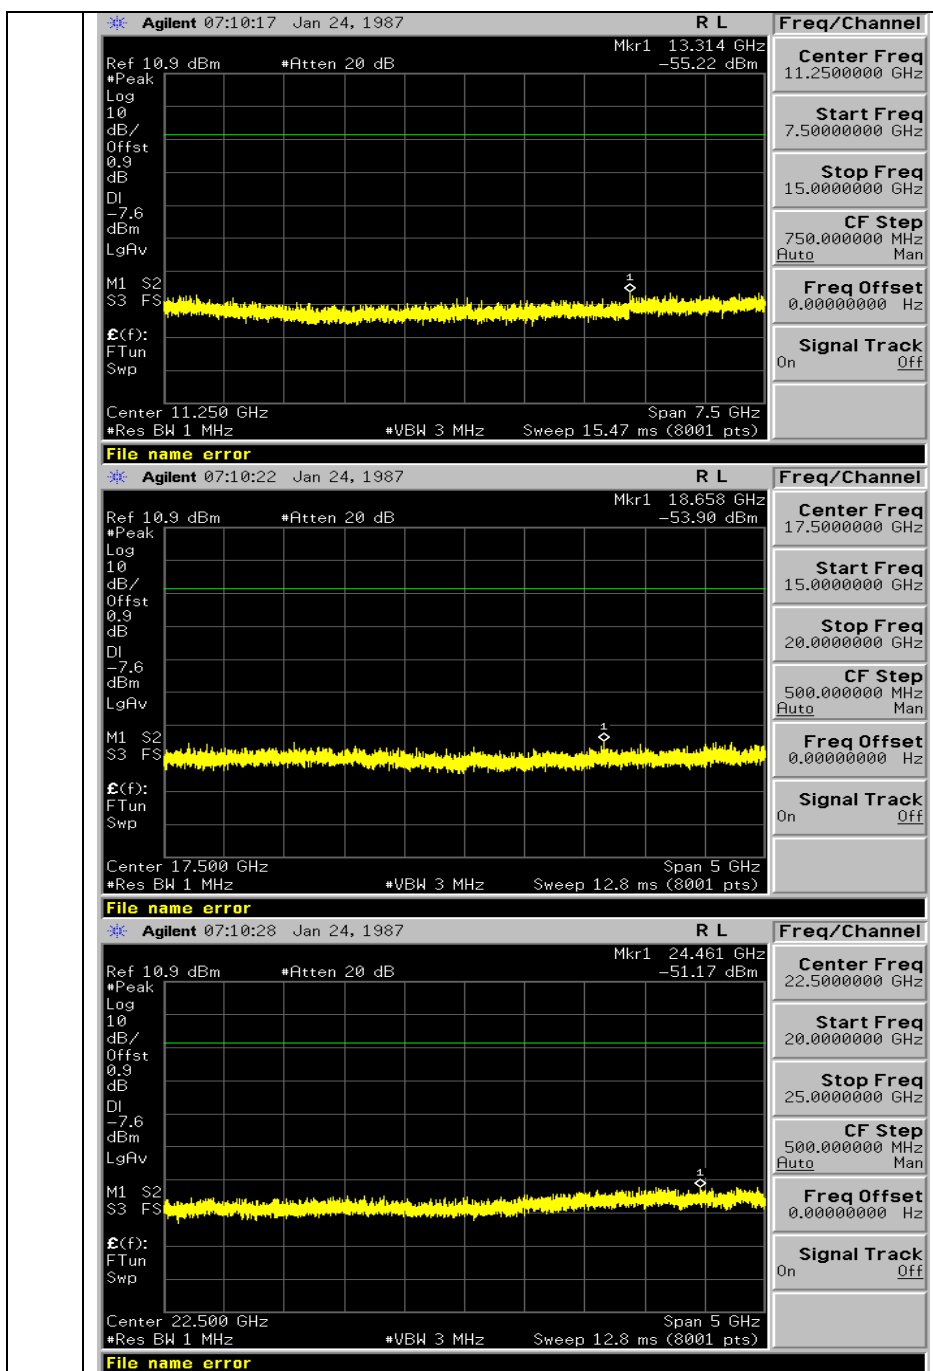 Agilent 07:10:17 Jan 24, 1987 R L Freq/Channel
Mkr1 13.314 GHz
Ref 10.9 dBm #Atten 20 dB -55.22 dBm
#Peak
Log
10
dB/
Offst
0.9
dB
DI
-7.6
dBm
LgAv
M1 S2
S3 FS
£(f):
FTun
Swp
1
Center 11.250 GHz Span 7.5 GHz
#Res BW 1 MHz #VBW 3 MHz Sweep 15.47 ms (8001 pts)
File name error
Center Freq
11.2500000 GHz
Start Freq
7.50000000 GHz
Stop Freq
15.0000000 GHz
CF Step
750.000000 MHz
Auto Man
Freq Offset
0.00000000 Hz
Signal Track
On Off
Agilent 07:10:22 Jan 24, 1987 R L Freq/Channel
Mkr1 18.658 GHz
Ref 10.9 dBm #Atten 20 dB -53.90 dBm
#Peak
Log
10
dB/
Offst
0.9
dB
DI
-7.6
dBm
LgAv
M1 S2
S3 FS
£(f):
FTun
Swp
1
Center 17.500 GHz Span 5 GHz
#Res BW 1 MHz #VBW 3 MHz Sweep 12.8 ms (8001 pts)
File name error
Center Freq
17.5000000 GHz
Start Freq
15.0000000 GHz
Stop Freq
20.0000000 GHz
CF Step
500.000000 MHz
Auto Man
Freq Offset
0.00000000 Hz
Signal Track
On Off
Agilent 07:10:28 Jan 24, 1987 R L Freq/Channel
Mkr1 24.461 GHz
Ref 10.9 dBm #Atten 20 dB -51.17 dBm
#Peak
Log
10
dB/
Offst
0.9
dB
DI
-7.6
dBm
LgAv
M1 S2
S3 FS
£(f):
FTun
Swp
1
Center 22.500 GHz Span 5 GHz
#Res BW 1 MHz #VBW 3 MHz Sweep 12.8 ms (8001 pts)
File name error
Center Freq
22.5000000 GHz
Start Freq
20.0000000 GHz
Stop Freq
25.0000000 GHz
CF Step
500.000000 MHz
Auto Man
Freq Offset
0.00000000 Hz
Signal Track
On Off